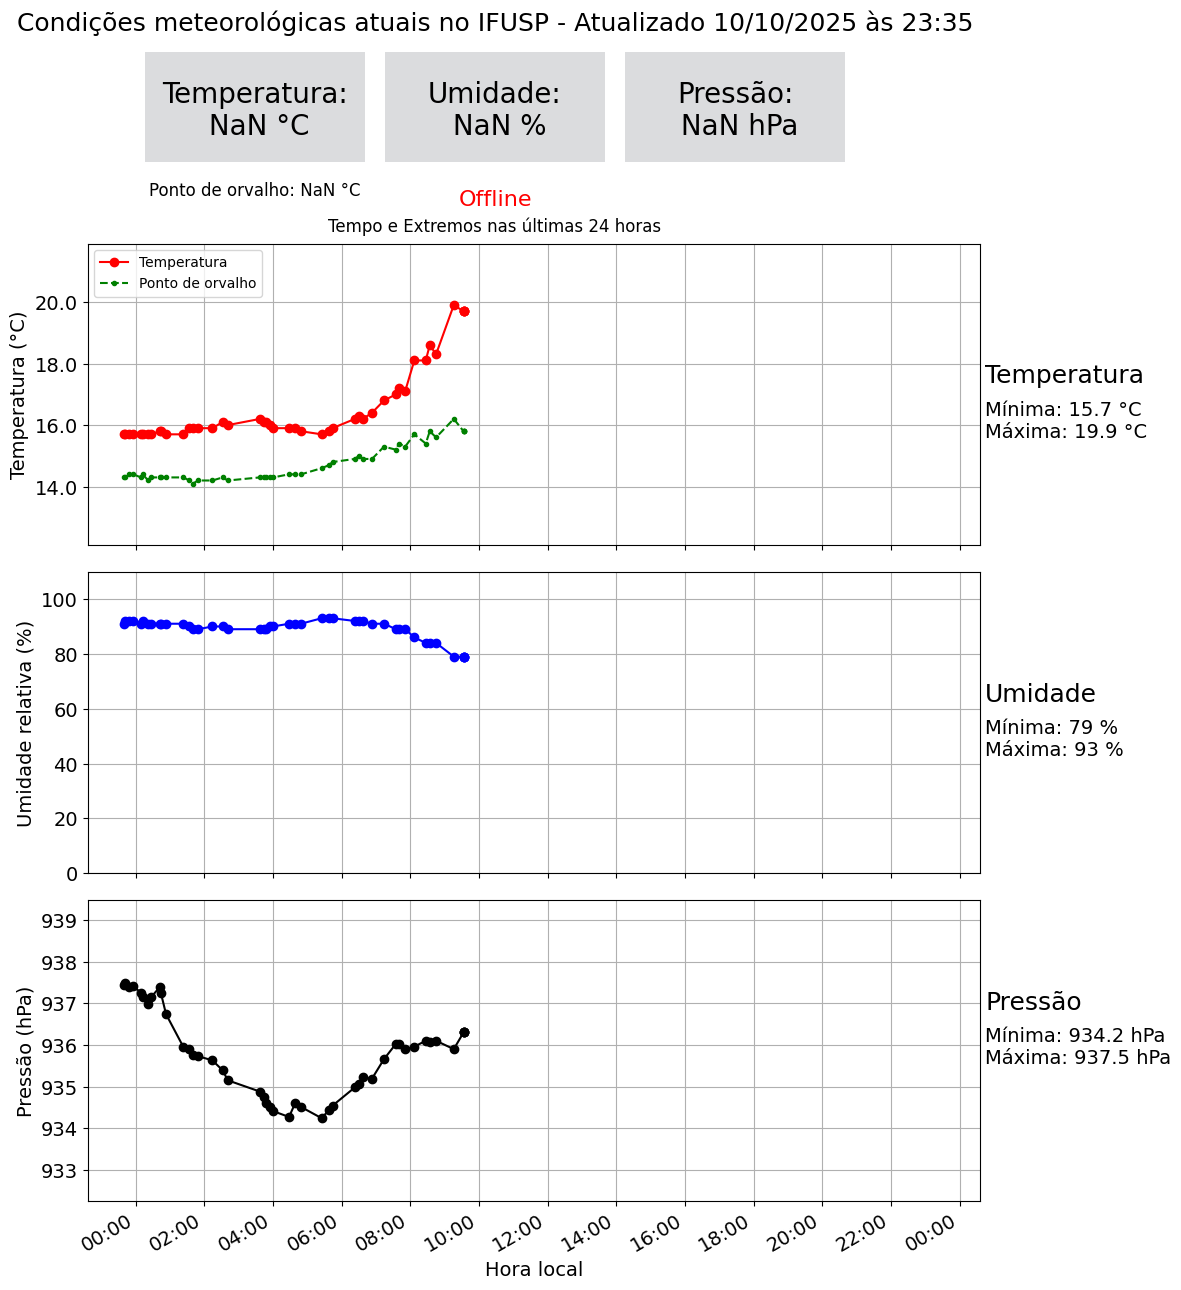 Condições meteorológicas atuais no IFUSP - Atualizado 10/10/2025 às 23:35
Temperatura:
NaN °C
Umidade:
NaN %
Pressão:
NaN hPa
Ponto de orvalho: NaN °C
Offline
Tempo e Extremos nas últimas 24 horas
Temperatura
Ponto de orvalho
Temperatura (°C)
20.0
18.0
16.0
14.0
Temperatura
Mínima: 15.7 °C
Máxima: 19.9 °C
Umidade relativa (%)
100
80
60
40
20
0
Umidade
Mínima: 79 %
Máxima: 93 %
Pressão (hPa)
939
938
937
936
935
934
933
Pressão
Mínima: 934.2 hPa
Máxima: 937.5 hPa
00:00 02:00 04:00 06:00 08:00 10:00 12:00 14:00 16:00 18:00 20:00 22:00 00:00
Hora local